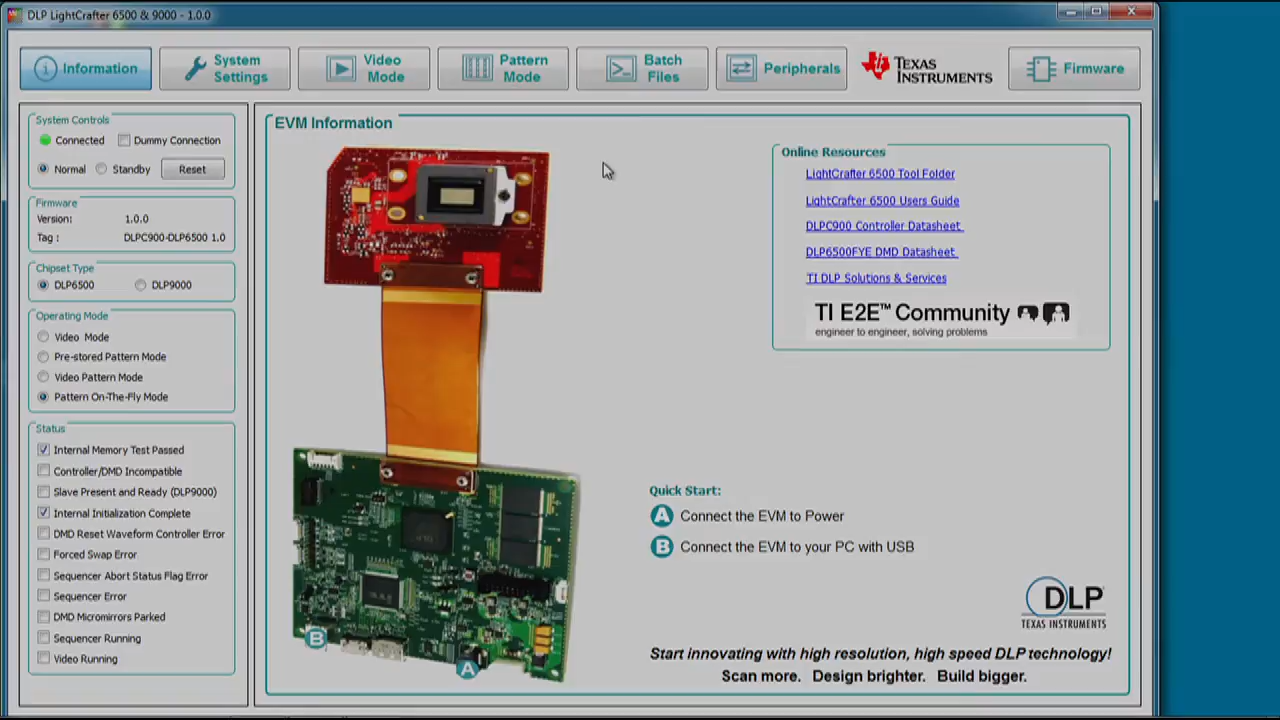 DLP LightCrafter 6500 & 9000 - 1.0.0
Information
System Settings
Video Mode
Pattern Mode
Batch Files
Peripherals
TEXAS INSTRUMENTS
Firmware
System Controls
Connected
Dummy Connection
Normal
Standby
Reset
Firmware
Version: 1.0.0
Tag : DLPC900-DLP6500 1.0
Chipset Type
DLP6500
DLP9000
Operating Mode
Video Mode
Pre-stored Pattern Mode
Video Pattern Mode
Pattern On-The-Fly Mode
Status
Internal Memory Test Passed
Controller/DMD Incompatible
Slave Present and Ready (DLP9000)
Internal Initialization Complete
DMD Reset Waveform Controller Error
Forced Swap Error
Sequencer Abort Status Flag Error
Sequencer Error
DMD Micromirrors Parked
Sequencer Running
Video Running
EVM Information
B
A
Online Resources
LightCrafter 6500 Tool Folder
LightCrafter 6500 Users Guide
DLPC900 Controller Datasheet
DLP6500FYE DMD Datasheet
TI DLP Solutions & Services
TI E2E™ Community
engineer to engineer, solving problems
Quick Start:
A Connect the EVM to Power
B Connect the EVM to your PC with USB
DLP
TEXAS INSTRUMENTS
Start innovating with high resolution, high speed DLP technology!
Scan more. Design brighter. Build bigger.